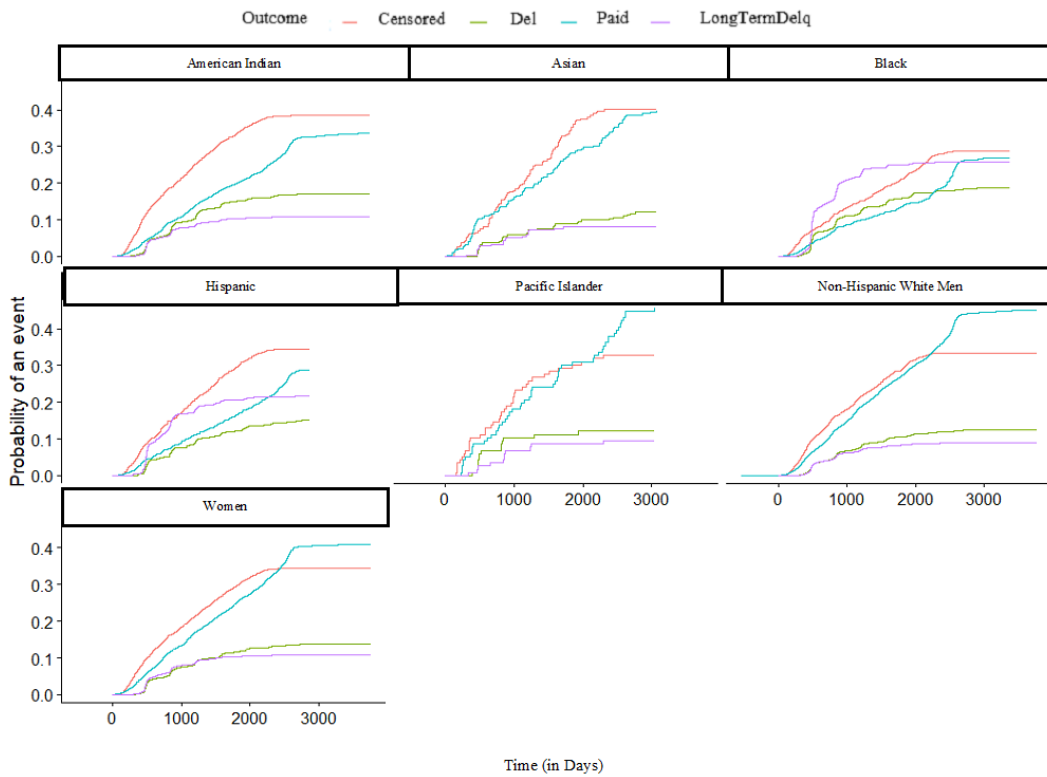 Outcome Censored Del Paid LongTermDelq
American Indian Asian Black
0.4
0.3
0.2
0.1
0.0
Hispanic Pacific Islander Non-Hispanic White Men
0.4
0.3
0.2
0.1
0.0
0 1000 2000 3000 0 1000 2000 3000
Women
0.4
0.3
0.2
0.1
0.0
0 1000 2000 3000
Probability of an event
Time (in Days)